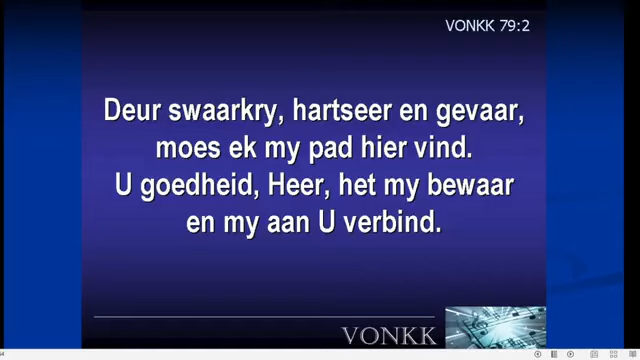 VONKK 79:2
Deur swaarkry, hartseer en gevaar,
moes ek my pad hier vind.
U goedheid, Heer, het my bewaar
en my aan U verbind.
VONKK